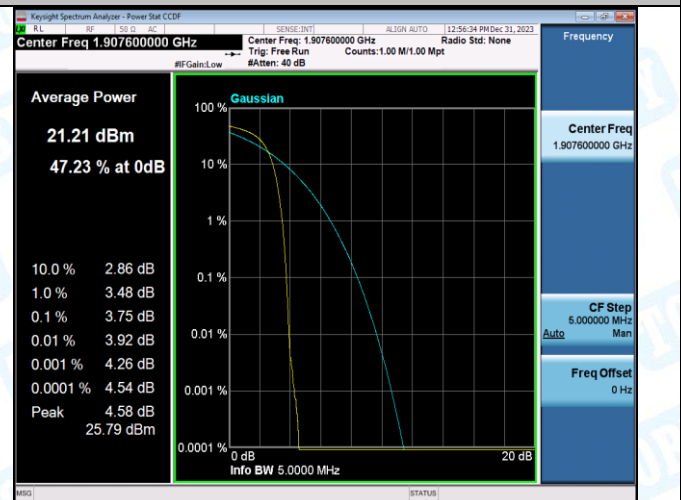 Keysight Spectrum Analyzer - Power Stat CCDF
RL RF 50 Ω AC SENSE:INT ALIGN AUTO 12:56:34 PM Dec 31, 2023
Center Freq 1.907600000 GHz
Center Freq: 1.907600000 GHz Radio Std: None
Trig: Free Run Counts:1.00 M/1.00 Mpt
#IFGain:Low #Atten: 40 dB
Frequency
Average Power
21.21 dBm
47.23 % at 0dB
10.0 % 2.86 dB
1.0 % 3.48 dB
0.1 % 3.75 dB
0.01 % 3.92 dB
0.001 % 4.26 dB
0.0001 % 4.54 dB
Peak 4.58 dB
25.79 dBm
Gaussian
100 %
10 %
1 %
0.1 %
0.01 %
0.001 %
0.0001 %
0 dB 20 dB
Info BW 5.0000 MHz
Center Freq
1.907600000 GHz
CF Step
5.000000 MHz
Auto Man
Freq Offset
0 Hz
MSG STATUS